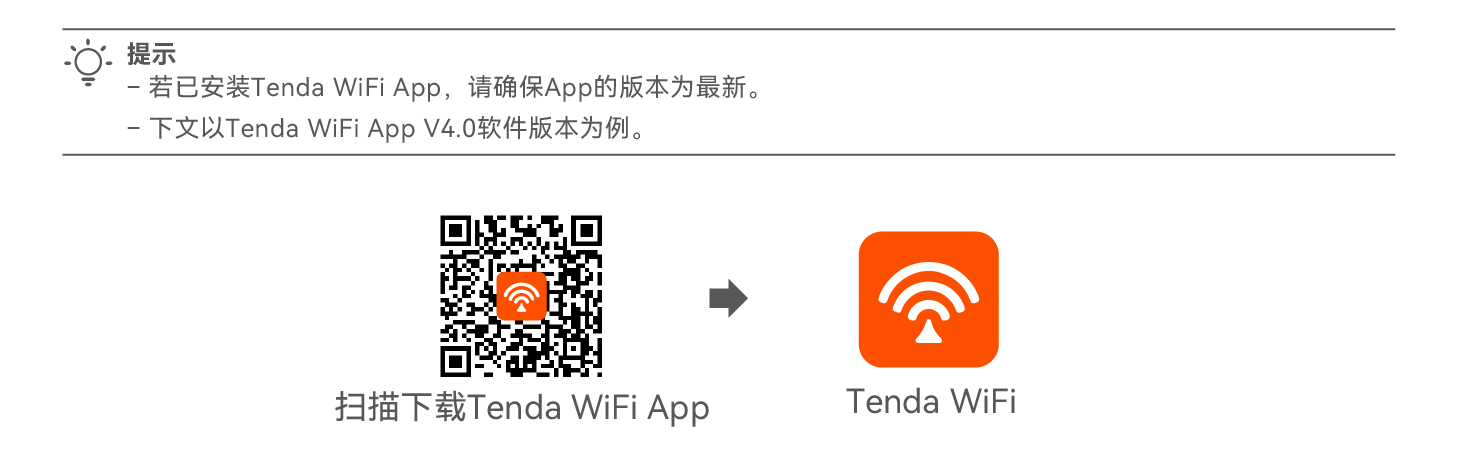 提示
– 若已安装Tenda WiFi App，请确保App的版本为最新。
– 下文以Tenda WiFi App V4.0软件版本为例。
扫描下载Tenda WiFi App
Tenda WiFi